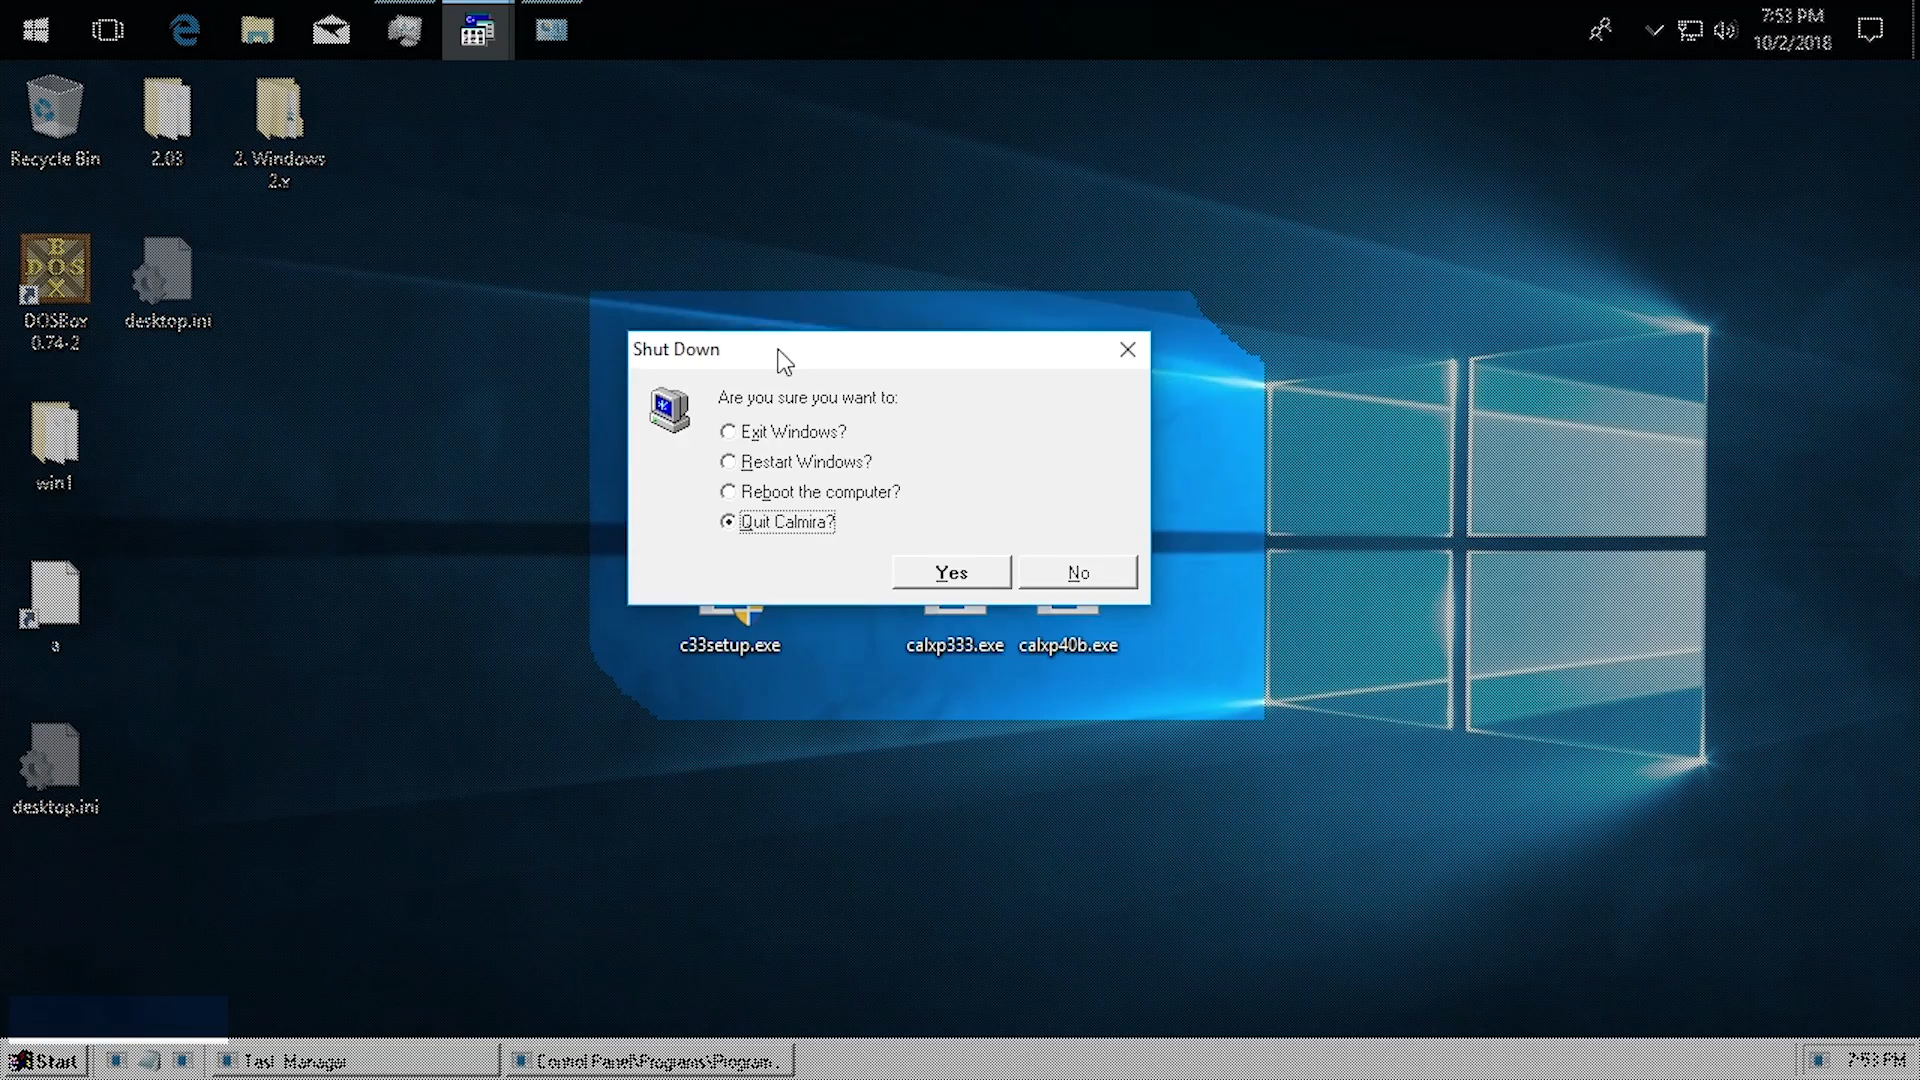 7:53 PM
10/2/2018
Recycle Bin
2.03
2. Windows
2.x
DOSBox
0.74-2
desktop.ini
win1
a
desktop.ini
Shut Down
Are you sure you want to:
Exit Windows?
Restart Windows?
Reboot the computer?
Quit Calmira?
Yes
No
c33setup.exe
calxp333.exe
calxp40b.exe
Start
Task Manager
Control Panel\Programs\Program...
7:53 PM